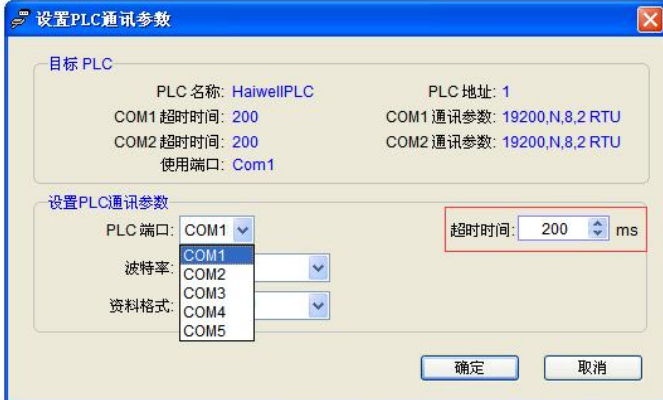 设置PLC通讯参数
目标 PLC
PLC 名称: HaiwellPLC PLC 地址: 1
COM1 超时时间: 200 COM1 通讯参数: 19200,N,8,2 RTU
COM2 超时时间: 200 COM2 通讯参数: 19200,N,8,2 RTU
使用端口: Com1
设置PLC通讯参数
PLC 端口: COM1 超时时间: 200 ms
COM1
波特率: COM2
COM3
资料格式: COM4
COM5
确定 取消